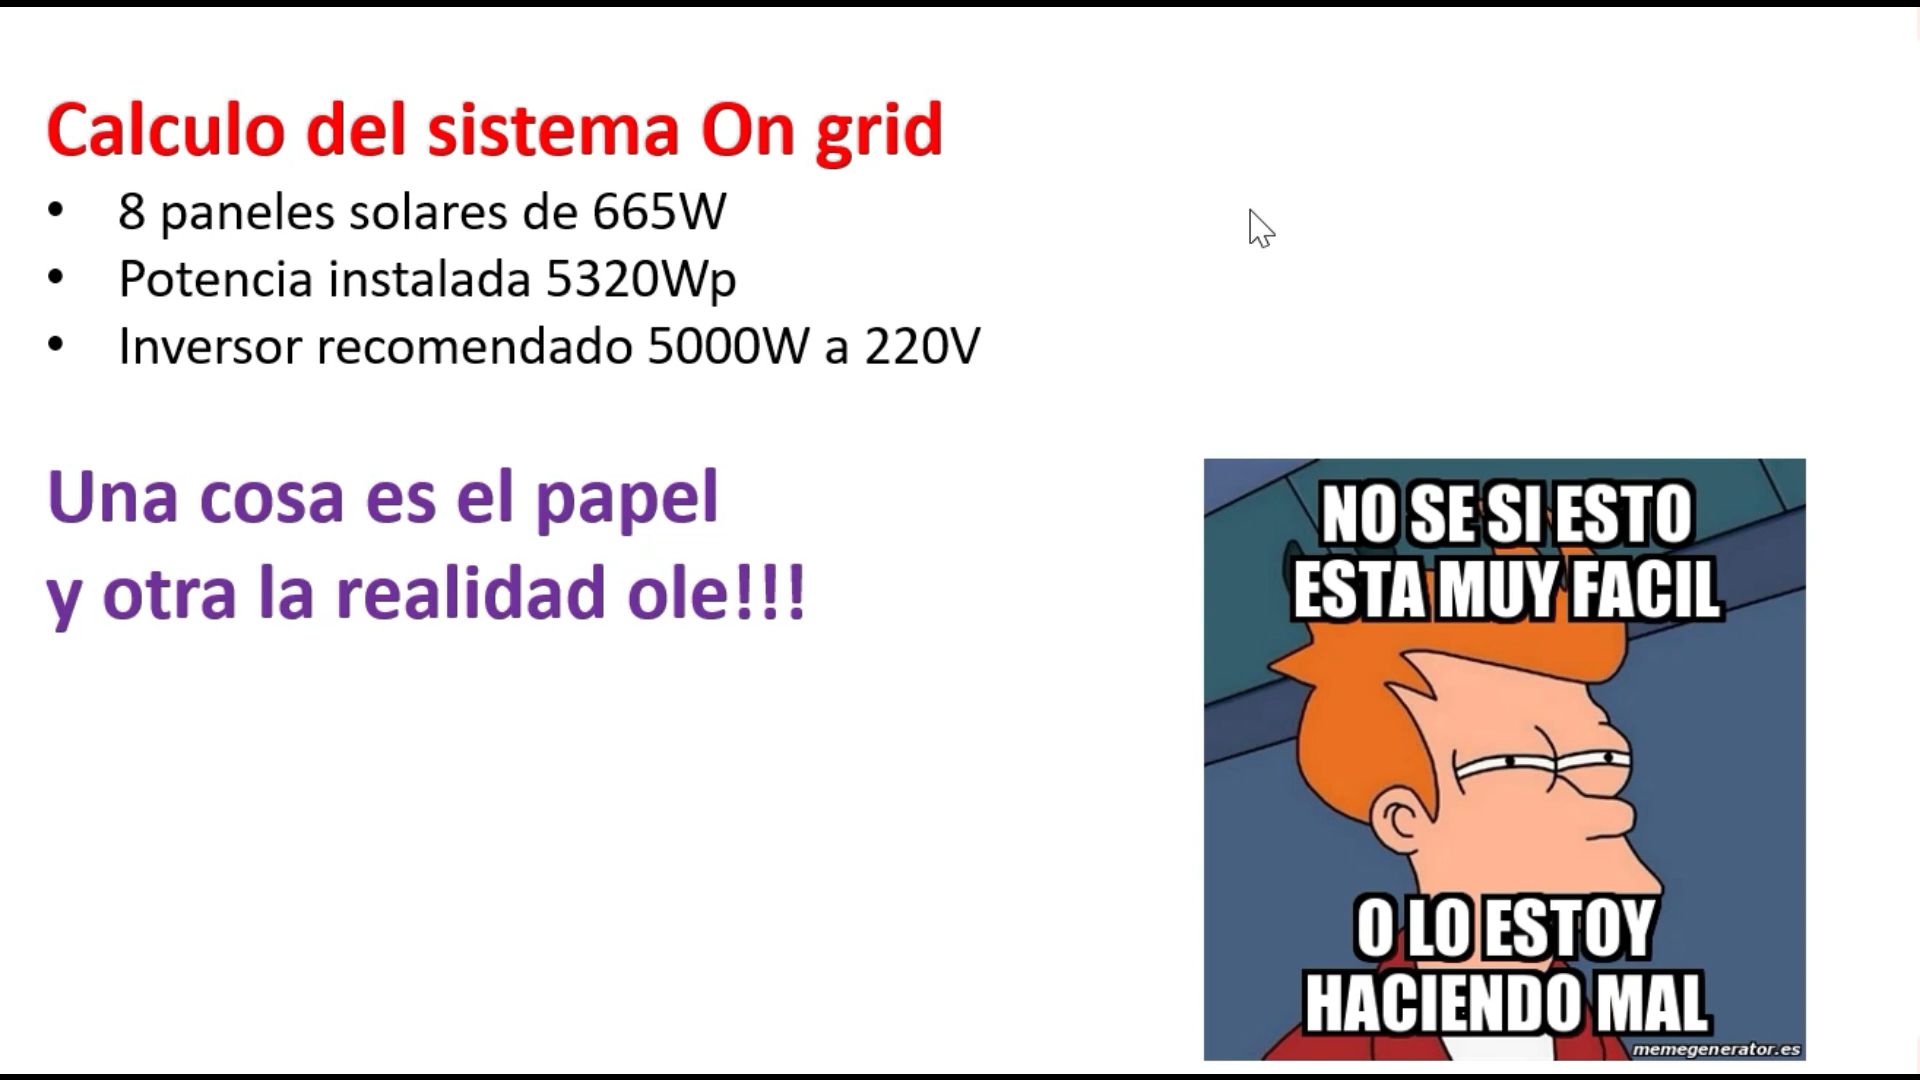 Calculo del sistema On grid
• 8 paneles solares de 665W
• Potencia instalada 5320Wp
• Inversor recomendado 5000W a 220V
Una cosa es el papel
y otra la realidad ole!!!
NO SE SI ESTO
ESTA MUY FACIL
O LO ESTOY
HACIENDO MAL
memegenerator.es